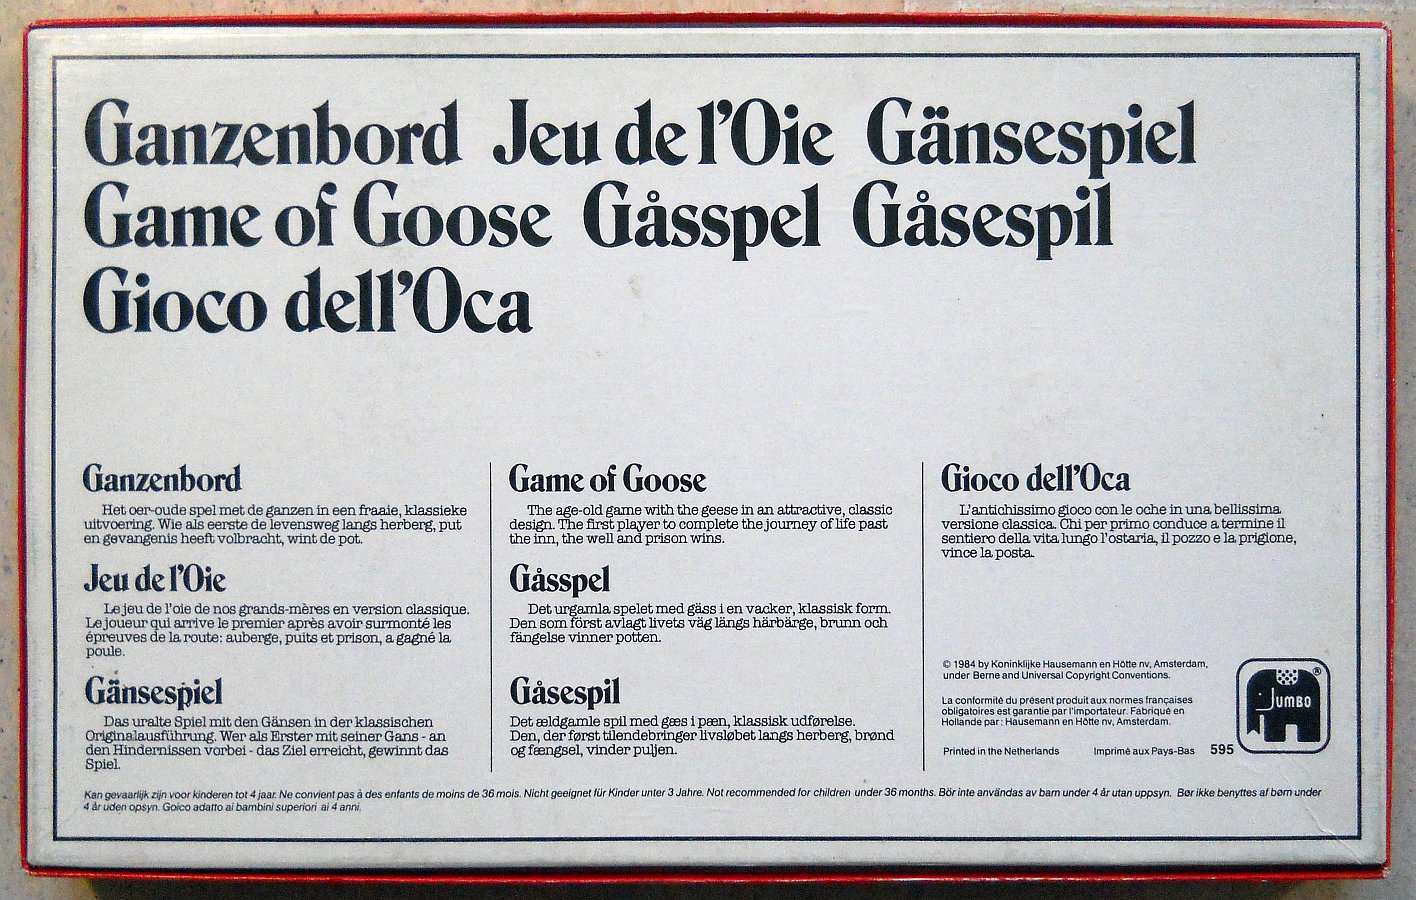 Ganzenbord Jeu de l'Oie Gänsespiel
Game of Goose Gåsspel Gåsespil
Gioco dell'Oca
Ganzenbord
Het oer-oude spel met de ganzen in een fraaie, klassieke
uitvoering. Wie als eerste de levensweg langs herberg, put
en gevangenis heeft volbracht, wint de pot.
Jeu de l'Oie
Le jeu de l'oie de nos grands-mères en version classique.
Le joueur qui arrive le premier après avoir surmonté les
épreuves de la route: auberge, puits et prison, a gagné la
poule.
Gänsespiel
Das uralte Spiel mit den Gänsen in der klassischen
Originalausführung. Wer als Erster mit seiner Gans - an
den Hindernissen vorbei - das Ziel erreicht, gewinnt das
Spiel.
Game of Goose
The age-old game with the geese in an attractive, classic
design. The first player to complete the journey of life past
the inn, the well and prison wins.
Gåsspel
Det urgamla spelet med gäss i en vacker, klassisk form.
Den som först avlagt livets väg längs härbärge, brunn och
fängelse vinner potten.
Gåsespil
Det ældgamle spil med gæs i pæn, klassisk udførelse.
Den, der først tilendebringer livsløbet langs herberg, brønd
og fængsel, vinder puljen.
Gioco dell'Oca
L'antichissimo gioco con le oche in una bellissima
versione classica. Chi per primo conduce a termine il
sentiero della vita lungo l'ostaria, il pozzo e la prigione,
vince la posta.
© 1984 by Koninklijke Hausemann en Hötte nv, Amsterdam,
under Berne and Universal Copyright Conventions.
La conformité du présent produit aux normes françaises
obligatoires est garantie par l'importateur. Fabriqué en
Hollande par: Hausemann en Hötte nv, Amsterdam.
Printed in the Netherlands Imprimé aux Pays-Bas 595
JUMBO ®
Kan gevaarlijk zijn voor kinderen tot 4 jaar. Ne convient pas à des enfants de moins de 36 mois. Nicht geeignet für Kinder unter 3 Jahre. Not recommended for children under 36 months. Bör inte användas av barn under 4 år utan uppsyn. Bør ikke benyttes af børn under
4 år uden opsyn. Goico adatto ai bambini superiori ai 4 anni.